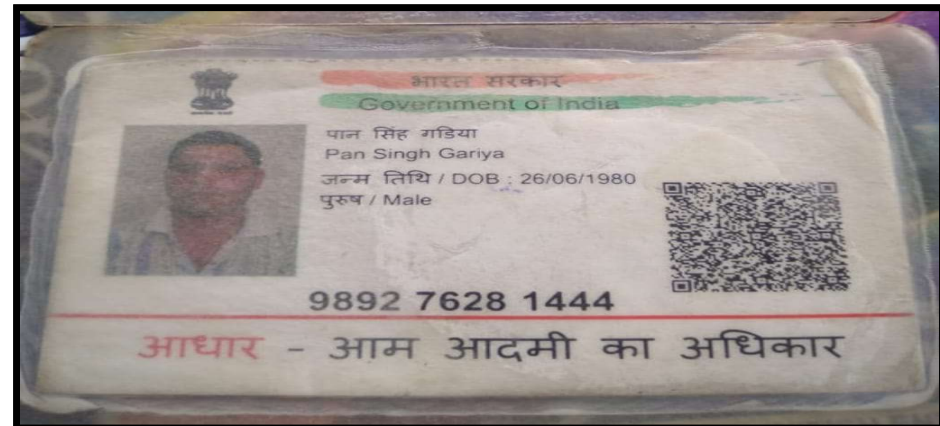 भारत सरकार
Government of India
पान सिंह गडिया
Pan Singh Gariya
जन्म तिथि / DOB : 26/06/1980
पुरुष / Male
9892 7628 1444
आधार - आम आदमी का अधिकार